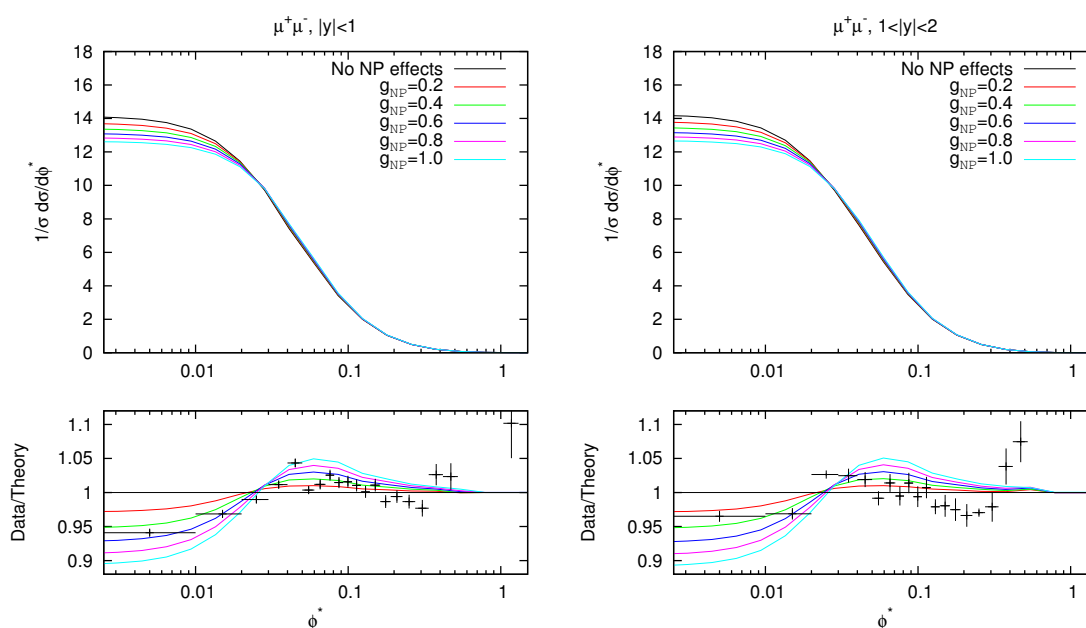 μ⁺μ⁻, |y|<1
1/σ dσ/dφ*
18
16
14
12
10
8
6
4
2
0
No NP effects
g_NP=0.2
g_NP=0.4
g_NP=0.6
g_NP=0.8
g_NP=1.0
0.01 0.1 1
Data/Theory
1.1
1.05
1
0.95
0.9
0.01 0.1 1
φ*
μ⁺μ⁻, 1<|y|<2
1/σ dσ/dφ*
18
16
14
12
10
8
6
4
2
0
No NP effects
g_NP=0.2
g_NP=0.4
g_NP=0.6
g_NP=0.8
g_NP=1.0
0.01 0.1 1
Data/Theory
1.1
1.05
1
0.95
0.9
0.01 0.1 1
φ*